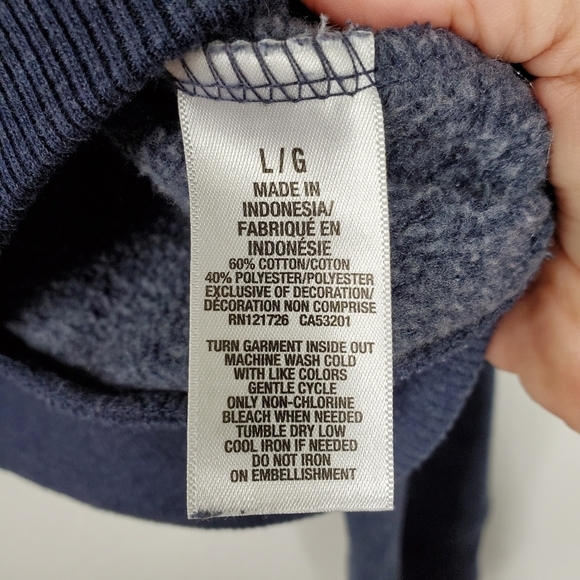 L/G
MADE IN
INDONESIA/
FABRIQUÉ EN
INDONÉSIE
60% COTTON/COTON
40% POLYESTER/POLYESTER
EXCLUSIVE OF DECORATION/
DÉCORATION NON COMPRISE
RN121726 CA53201
TURN GARMENT INSIDE OUT
MACHINE WASH COLD
WITH LIKE COLORS
GENTLE CYCLE
ONLY NON-CHLORINE
BLEACH WHEN NEEDED
TUMBLE DRY LOW
COOL IRON IF NEEDED
DO NOT IRON
ON EMBELLISHMENT